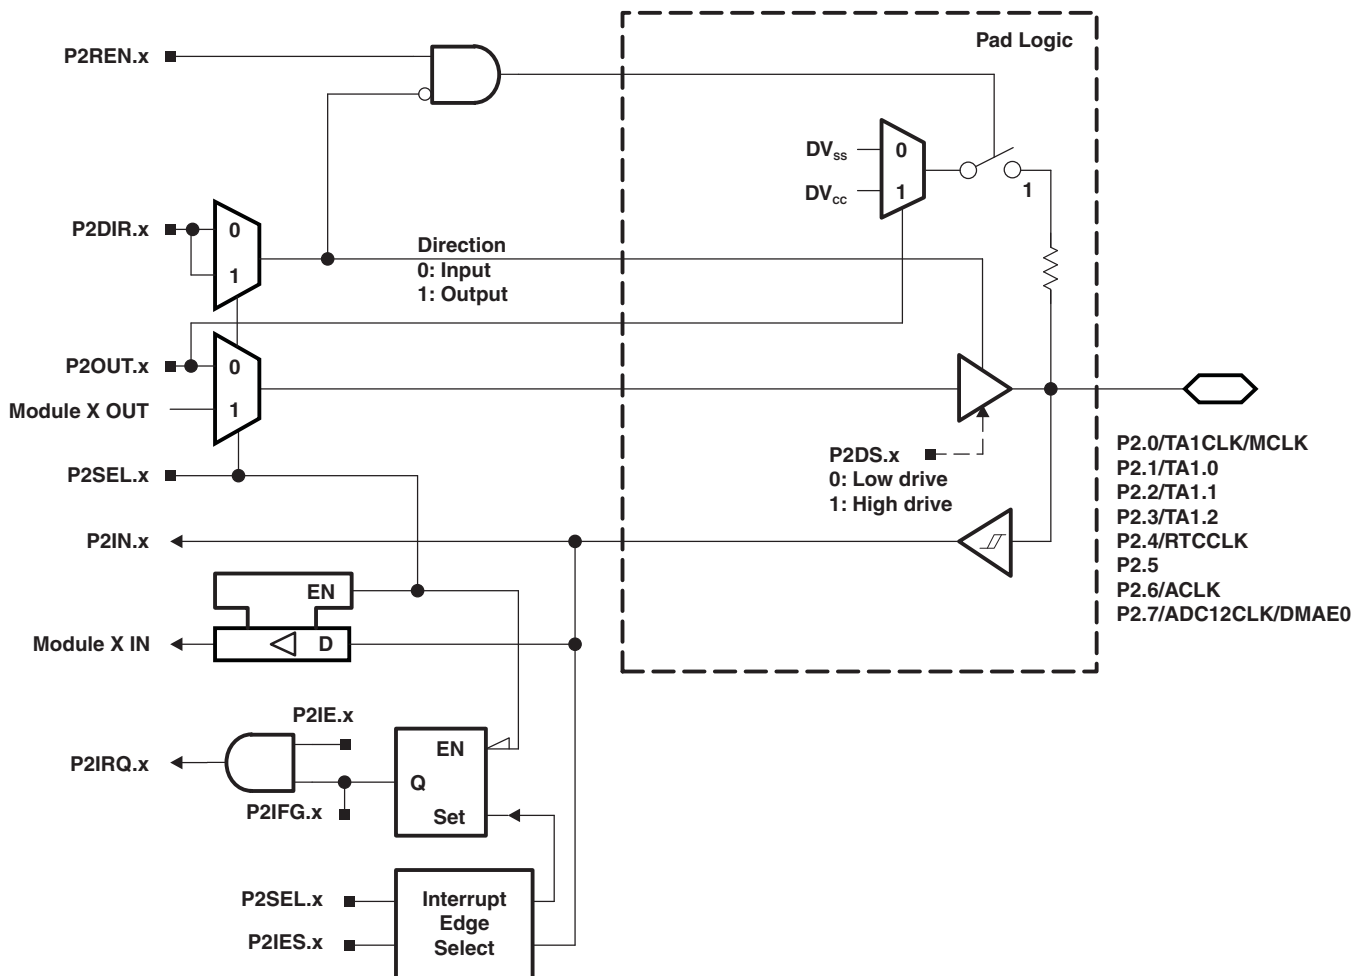 Pad Logic
P2REN.x
DVSS
0
DVCC
1
1
P2DIR.x
0
1
Direction
0: Input
1: Output
P2OUT.x
0
Module X OUT
1
P2SEL.x
P2DS.x
0: Low drive
1: High drive
P2.0/TA1CLK/MCLK
P2.1/TA1.0
P2.2/TA1.1
P2.3/TA1.2
P2.4/RTCCLK
P2.5
P2.6/ACLK
P2.7/ADC12CLK/DMAE0
P2IN.x
EN
Module X IN
D
P2IE.x
P2IRQ.x
EN
Q
P2IFG.x
Set
P2SEL.x
P2IES.x
Interrupt
Edge
Select